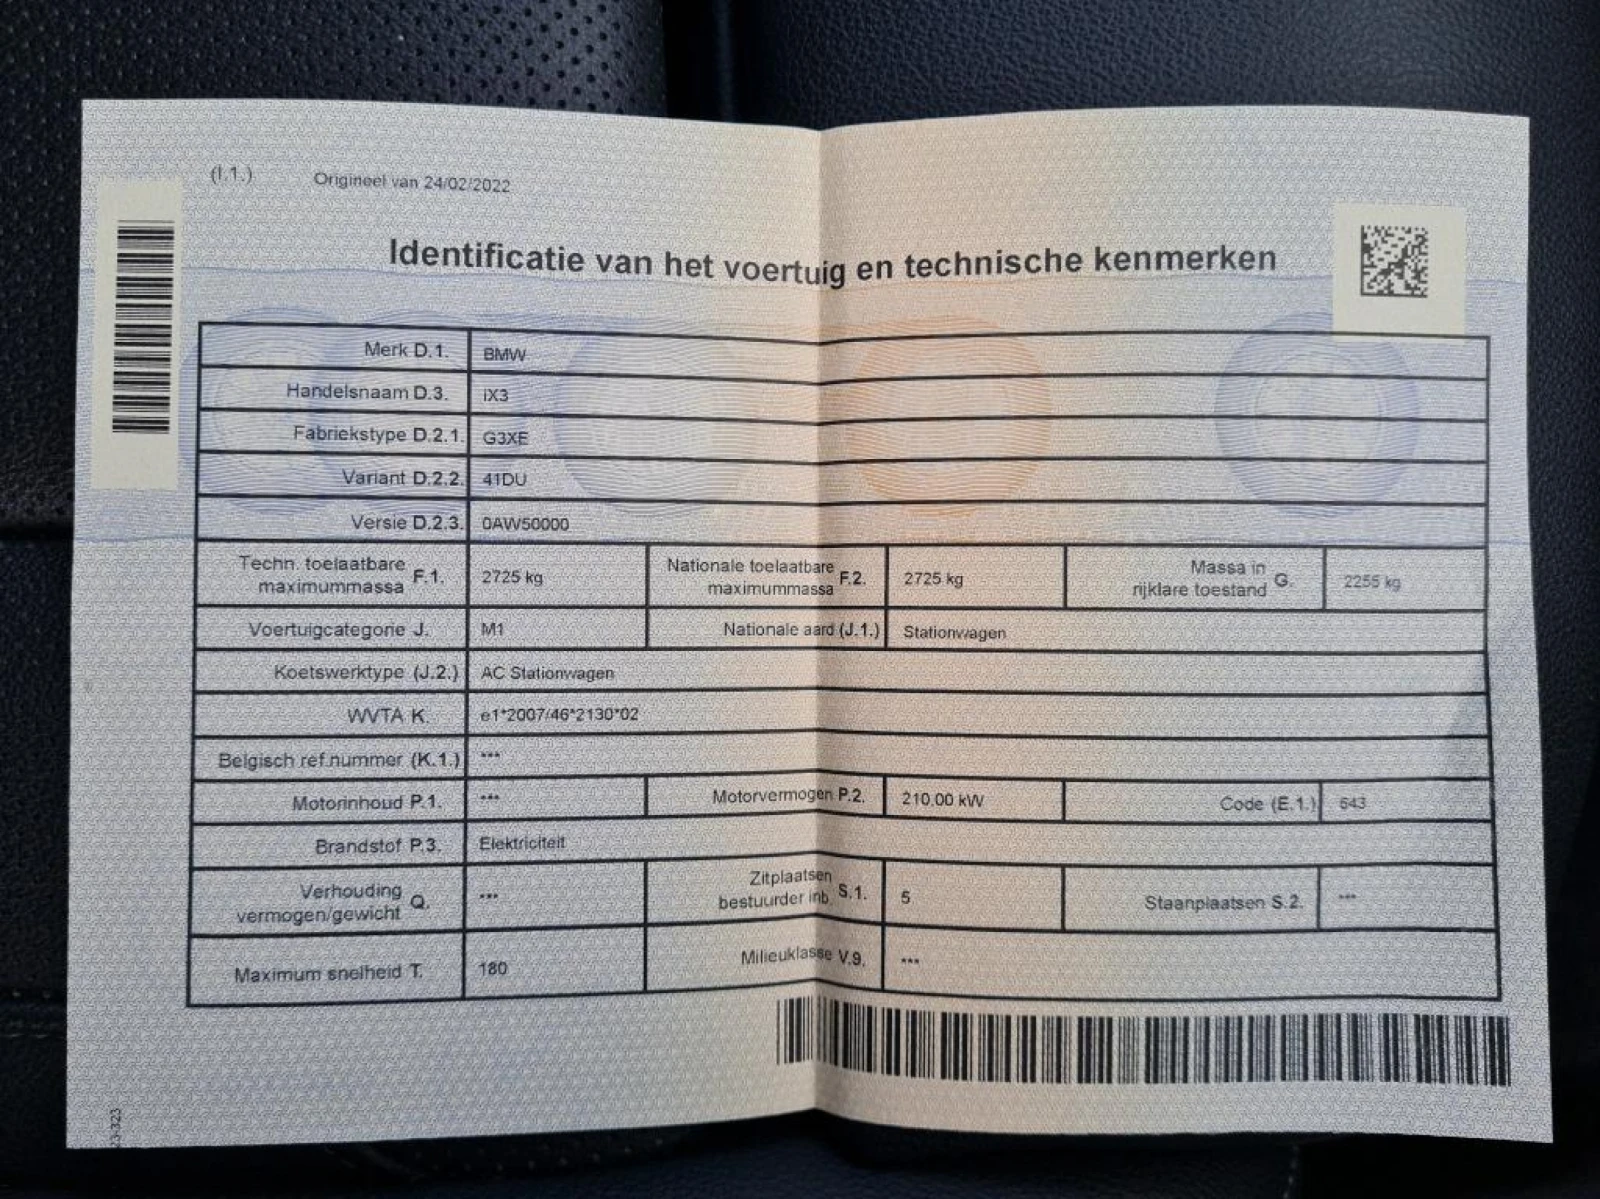 (I.1.) Origineel van 24/02/2022
Identificatie van het voertuig en technische kenmerken
Merk D.1. BMW
Handelsnaam D.3. IX3
Fabriekstype D.2.1. G3XE
Variant D.2.2. 41DU
Versie D.2.3. 0AW50000
Techn. toelaatbare maximummassa F.1. 2725 kg Nationale toelaatbare maximummassa F.2. 2725 kg Massa in rijklare toestand G. 2255 kg
Voertuigcategorie J. M1 Nationale aard (J.1.) Stationwagen
Koetswerktype (J.2.) AC Stationwagen
WVTA K. e1*2007/46*2130*02
Belgisch ref.nummer (K.1.) ***
Motorinhoud P.1. *** Motorvermogen P.2. 210.00 kW Code (E.1.) 643
Brandstof P.3. Elektriciteit
Verhouding vermogen/gewicht Q. *** Zitplaatsen bestuurder inb. S.1. 5 Staanplaatsen S.2. ***
Maximum snelheid T. 180 Milieuklasse V.9. ***